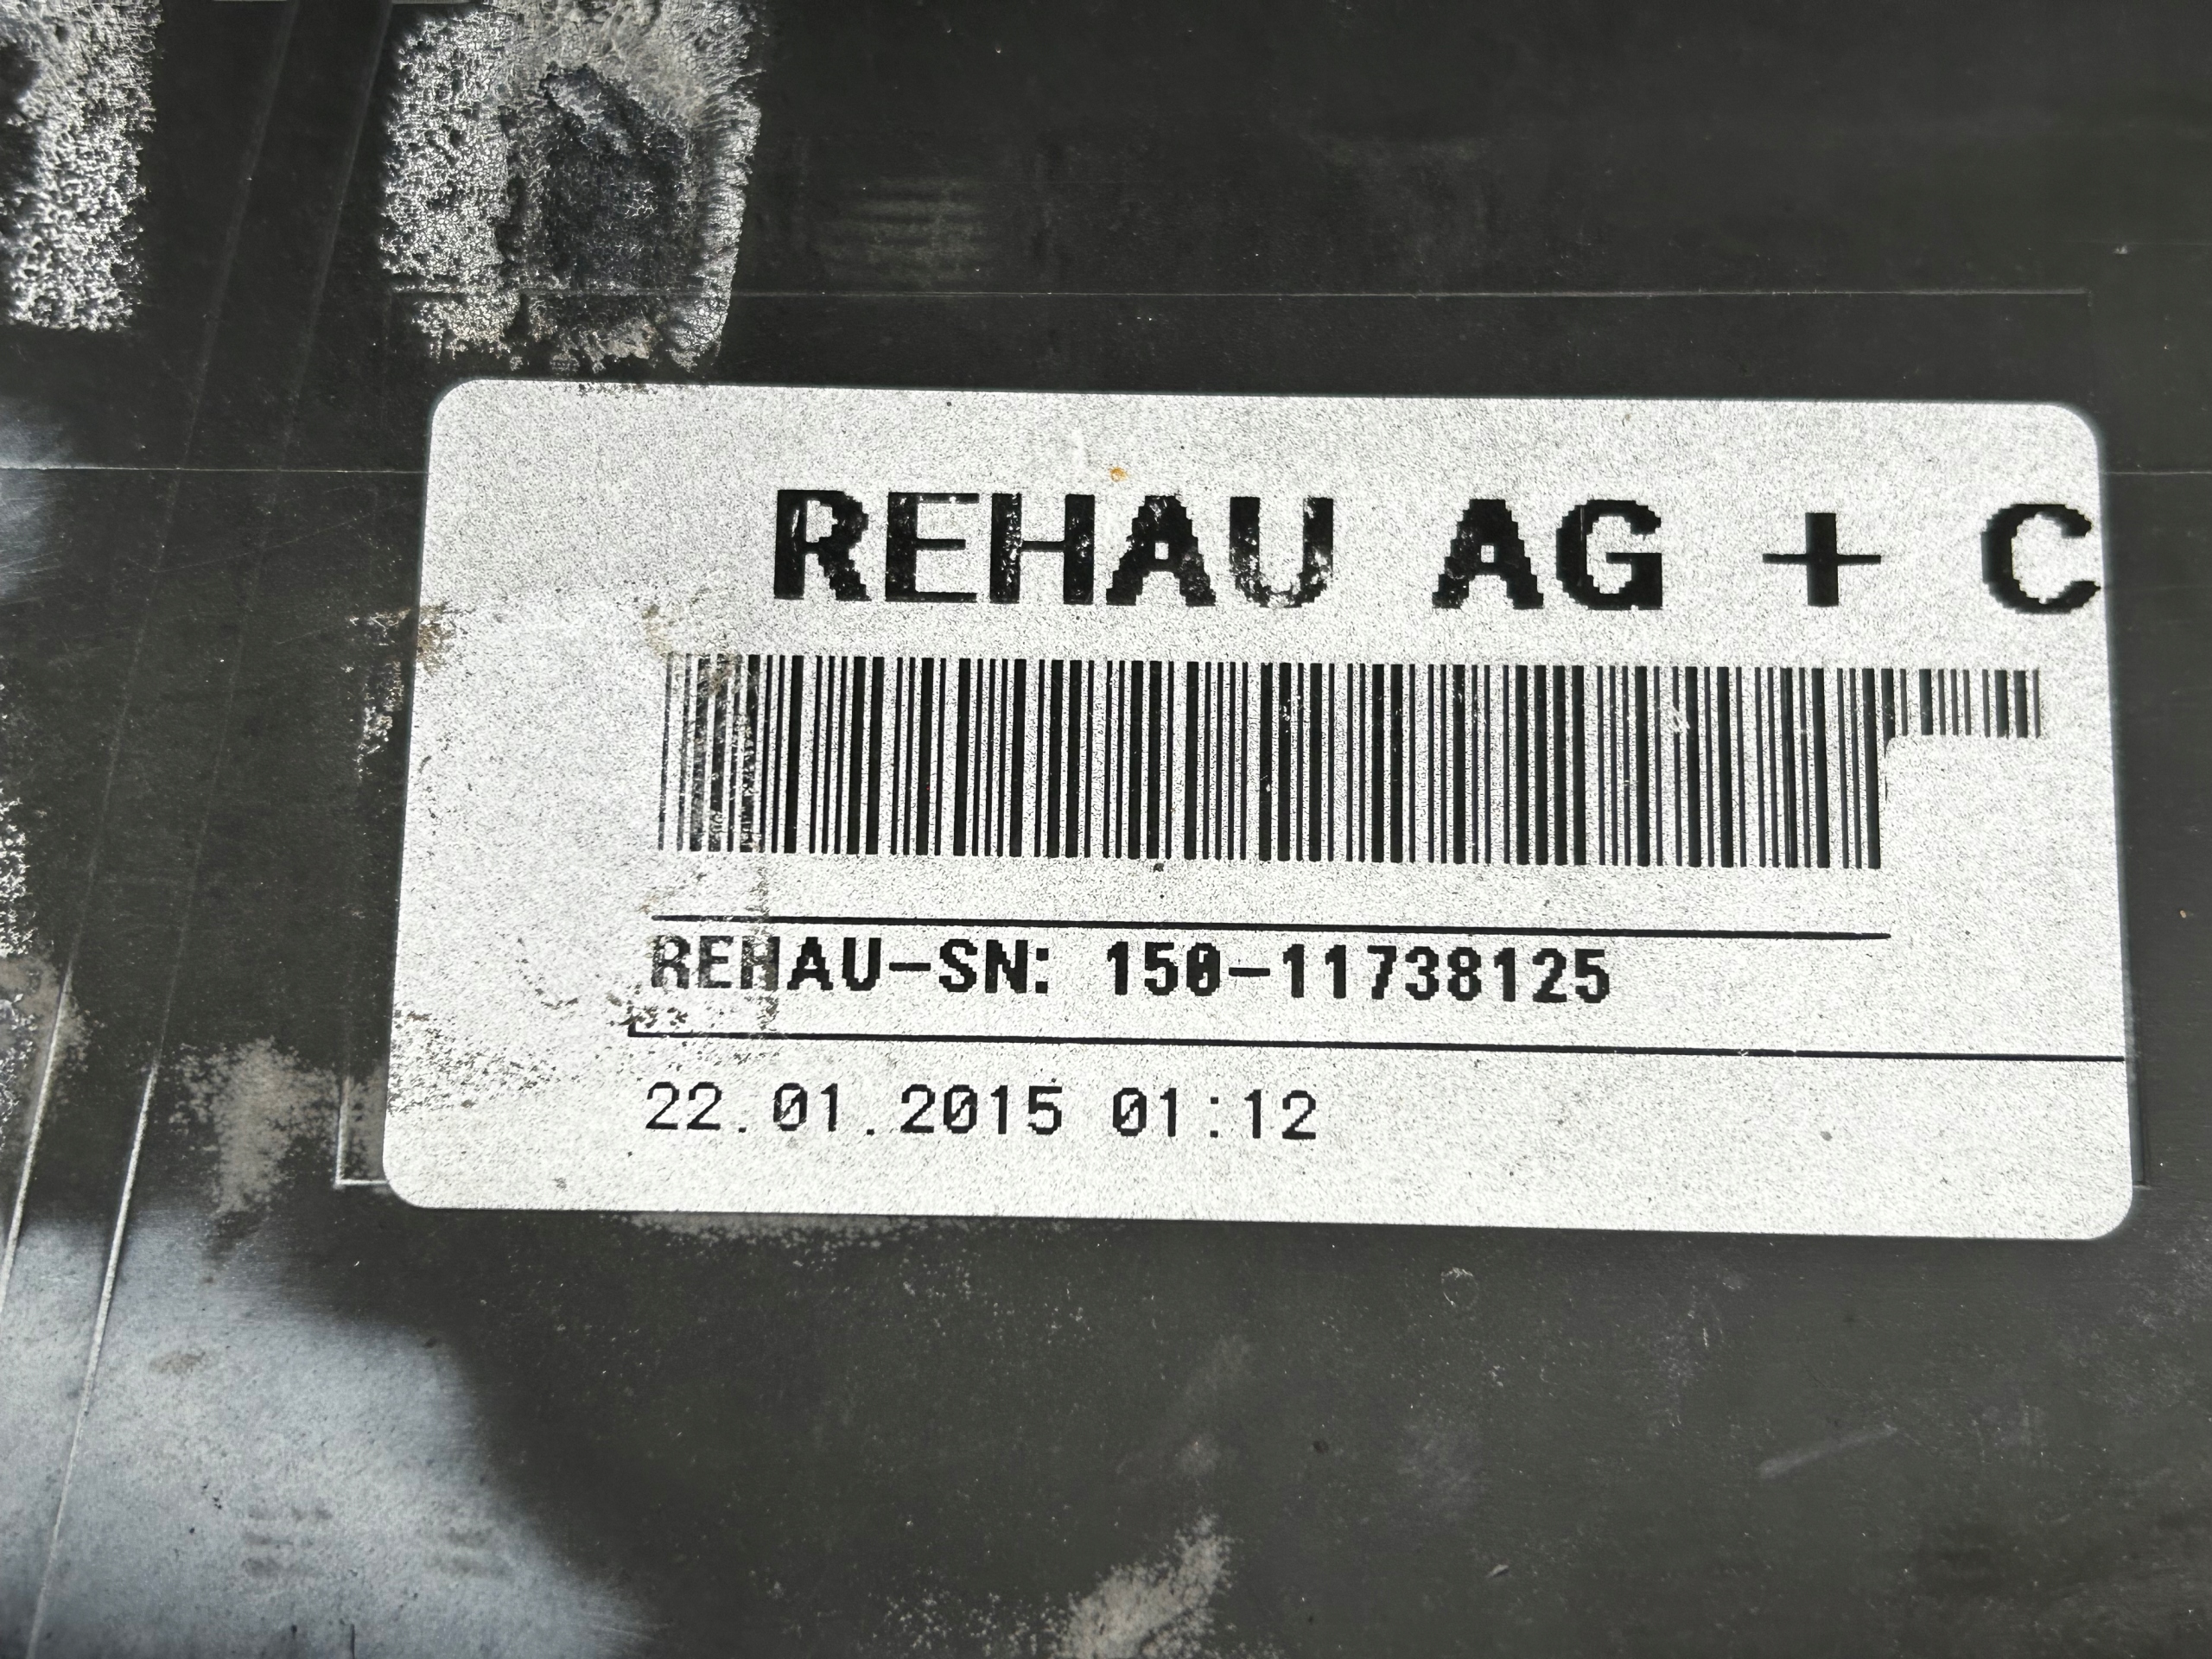 REHAU AG + C
REHAU-SN: 150-11738125
22.01.2015 01:12